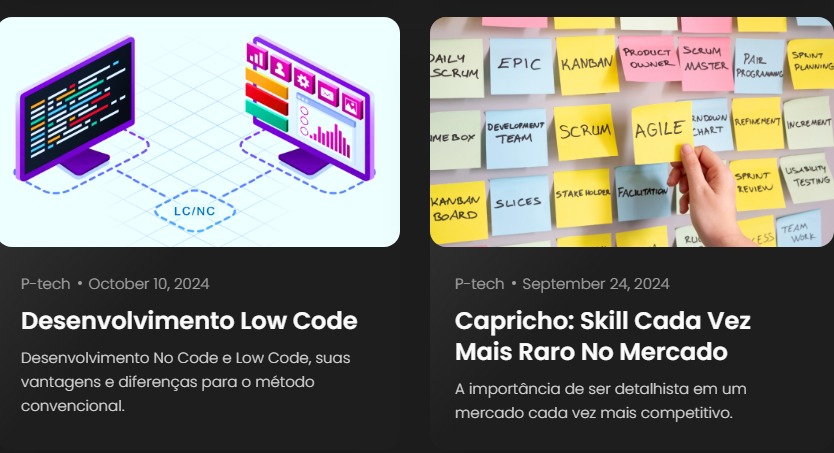 LC/NC
P-tech • October 10, 2024
Desenvolvimento Low Code
Desenvolvimento No Code e Low Code, suas
vantagens e diferenças para o método
convencional.
DAILY
SCRUM
EPIC
KANBAN
PRODUCT
OWNER
SCRUM
MASTER
PAIR
PROGRAMMING
SPRINT
PLANNING
DEVELOPMENT
TEAM
SCRUM
AGILE
CHART
REFINEMENT
INCREMENT
KANBAN
BOARD
SLICES
STAKEHOLDER
FACILITATION
SPRINT
REVIEW
USABILITY
TESTING
TEAM
WORK
P-tech • September 24, 2024
Capricho: Skill Cada Vez
Mais Raro No Mercado
A importância de ser detalhista em um
mercado cada vez mais competitivo.